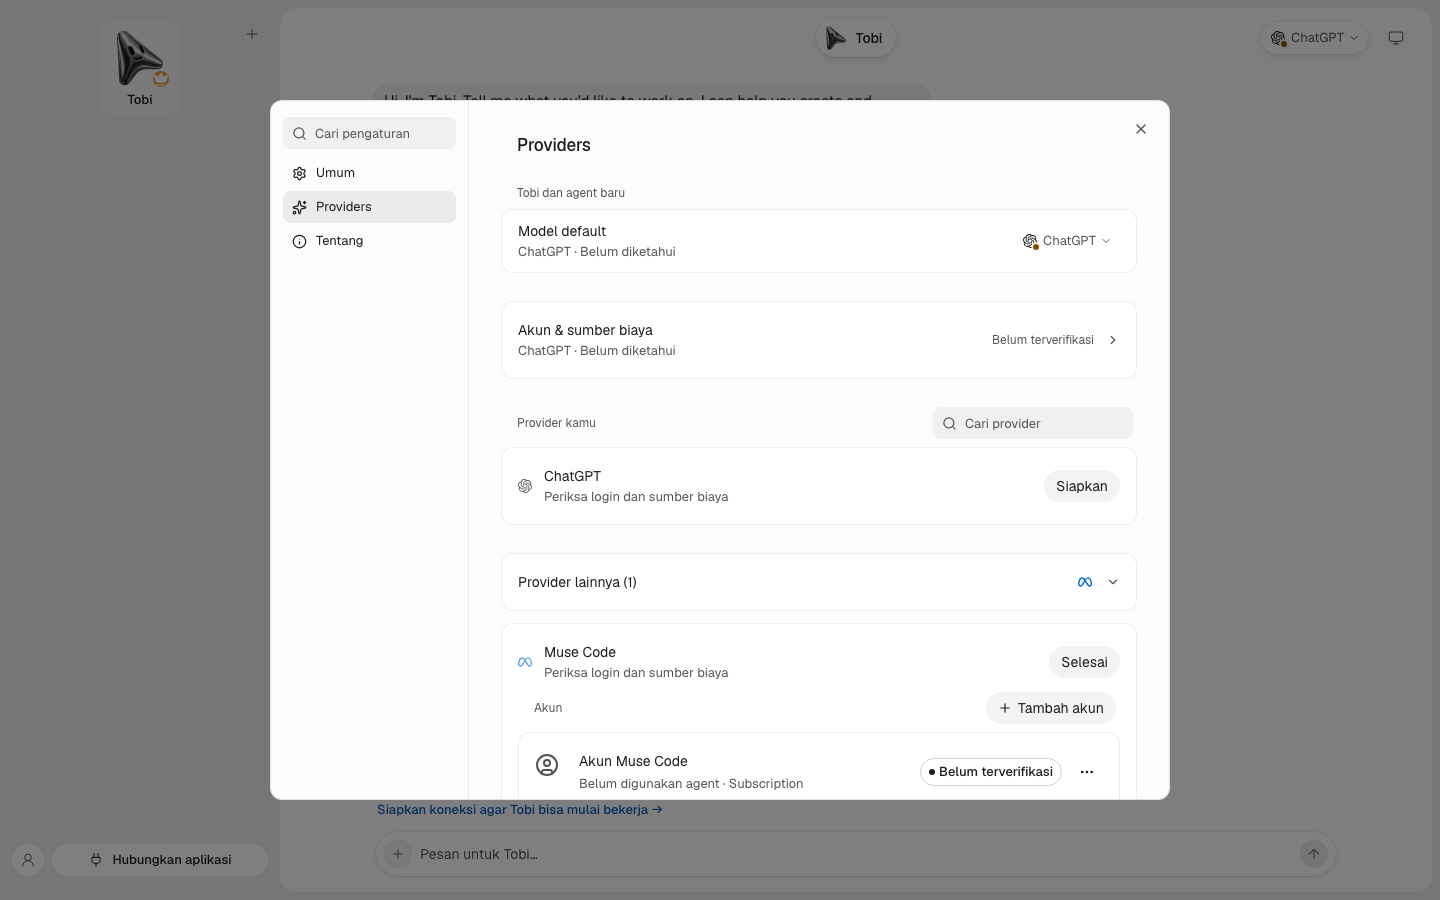 Tobi
Tobi
ChatGPT
Cari pengaturan
Umum
Providers
Tentang
Providers
Tobi dan agent baru
Model default
ChatGPT · Belum diketahui
ChatGPT
Akun & sumber biaya
ChatGPT · Belum diketahui
Belum terverifikasi
Provider kamu
Cari provider
ChatGPT
Periksa login dan sumber biaya
Siapkan
Provider lainnya (1)
Muse Code
Periksa login dan sumber biaya
Selesai
Akun
Tambah akun
Akun Muse Code
Belum digunakan agent · Subscription
Belum terverifikasi
Siapkan koneksi agar Tobi bisa mulai bekerja →
Hubungkan aplikasi
Pesan untuk Tobi...